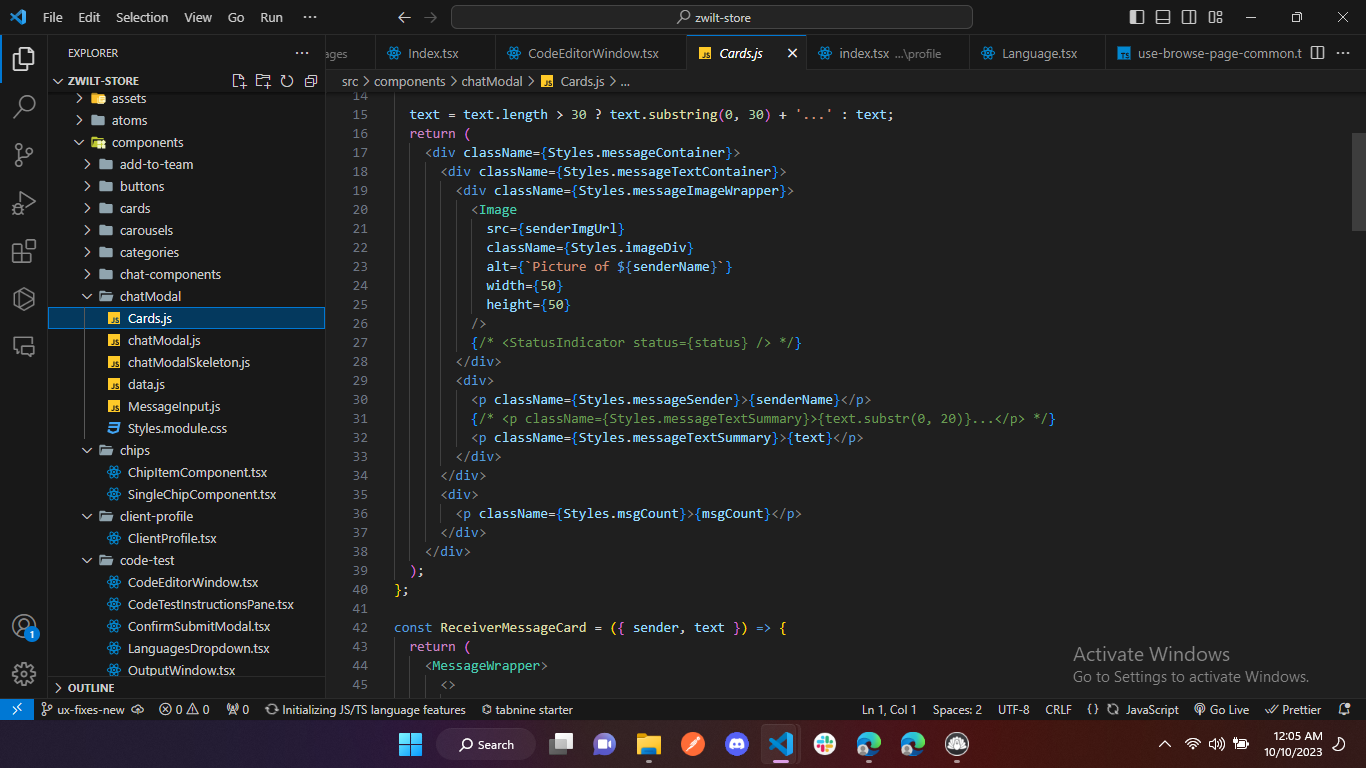 File Edit Selection View Go Run ··· zwilt-store
EXPLORER ···
ages Index.tsx CodeEditorWindow.tsx Cards.js index.tsx ...\profile Language.tsx use-browse-page-common.t ···
ZWILT-STORE
src > components > chatModal > Cards.js > ...
assets
atoms
components
add-to-team
buttons
cards
carousels
categories
chat-components
chatModal
Cards.js
chatModal.js
chatModalSkeleton.js
data.js
MessageInput.js
Styles.module.css
chips
ChipItemComponent.tsx
SingleChipComponent.tsx
client-profile
ClientProfile.tsx
code-test
CodeEditorWindow.tsx
CodeTestInstructionsPane.tsx
ConfirmSubmitModal.tsx
LanguagesDropdown.tsx
OutputWindow.tsx
OUTLINE
14
15 text = text.length > 30 ? text.substring(0, 30) + '...' : text;
16 return (
17 <div className={Styles.messageContainer}>
18 <div className={Styles.messageTextContainer}>
19 <div className={Styles.messageImageWrapper}>
20 <Image
21 src={senderImgUrl}
22 className={Styles.imageDiv}
23 alt={`Picture of ${senderName}`}
24 width={50}
25 height={50}
26 />
27 {/* <StatusIndicator status={status} /> */}
28 </div>
29 <div>
30 <p className={Styles.messageSender}>{senderName}</p>
31 {/* <p className={Styles.messageTextSummary}>{text.substr(0, 20)}...</p> */}
32 <p className={Styles.messageTextSummary}>{text}</p>
33 </div>
34 </div>
35 <div>
36 <p className={Styles.msgCount}>{msgCount}</p>
37 </div>
38 </div>
39 );
40 };
41
42 const ReceiverMessageCard = ({ sender, text }) => {
43 return (
44 <MessageWrapper>
45 <>
Activate Windows
Go to Settings to activate Windows.
1
ux-fixes-new 0 0 0 Initializing JS/TS language features tabnine starter Ln 1, Col 1 Spaces: 2 UTF-8 CRLF {} JavaScript Go Live Prettier
Search
12:05 AM
10/10/2023